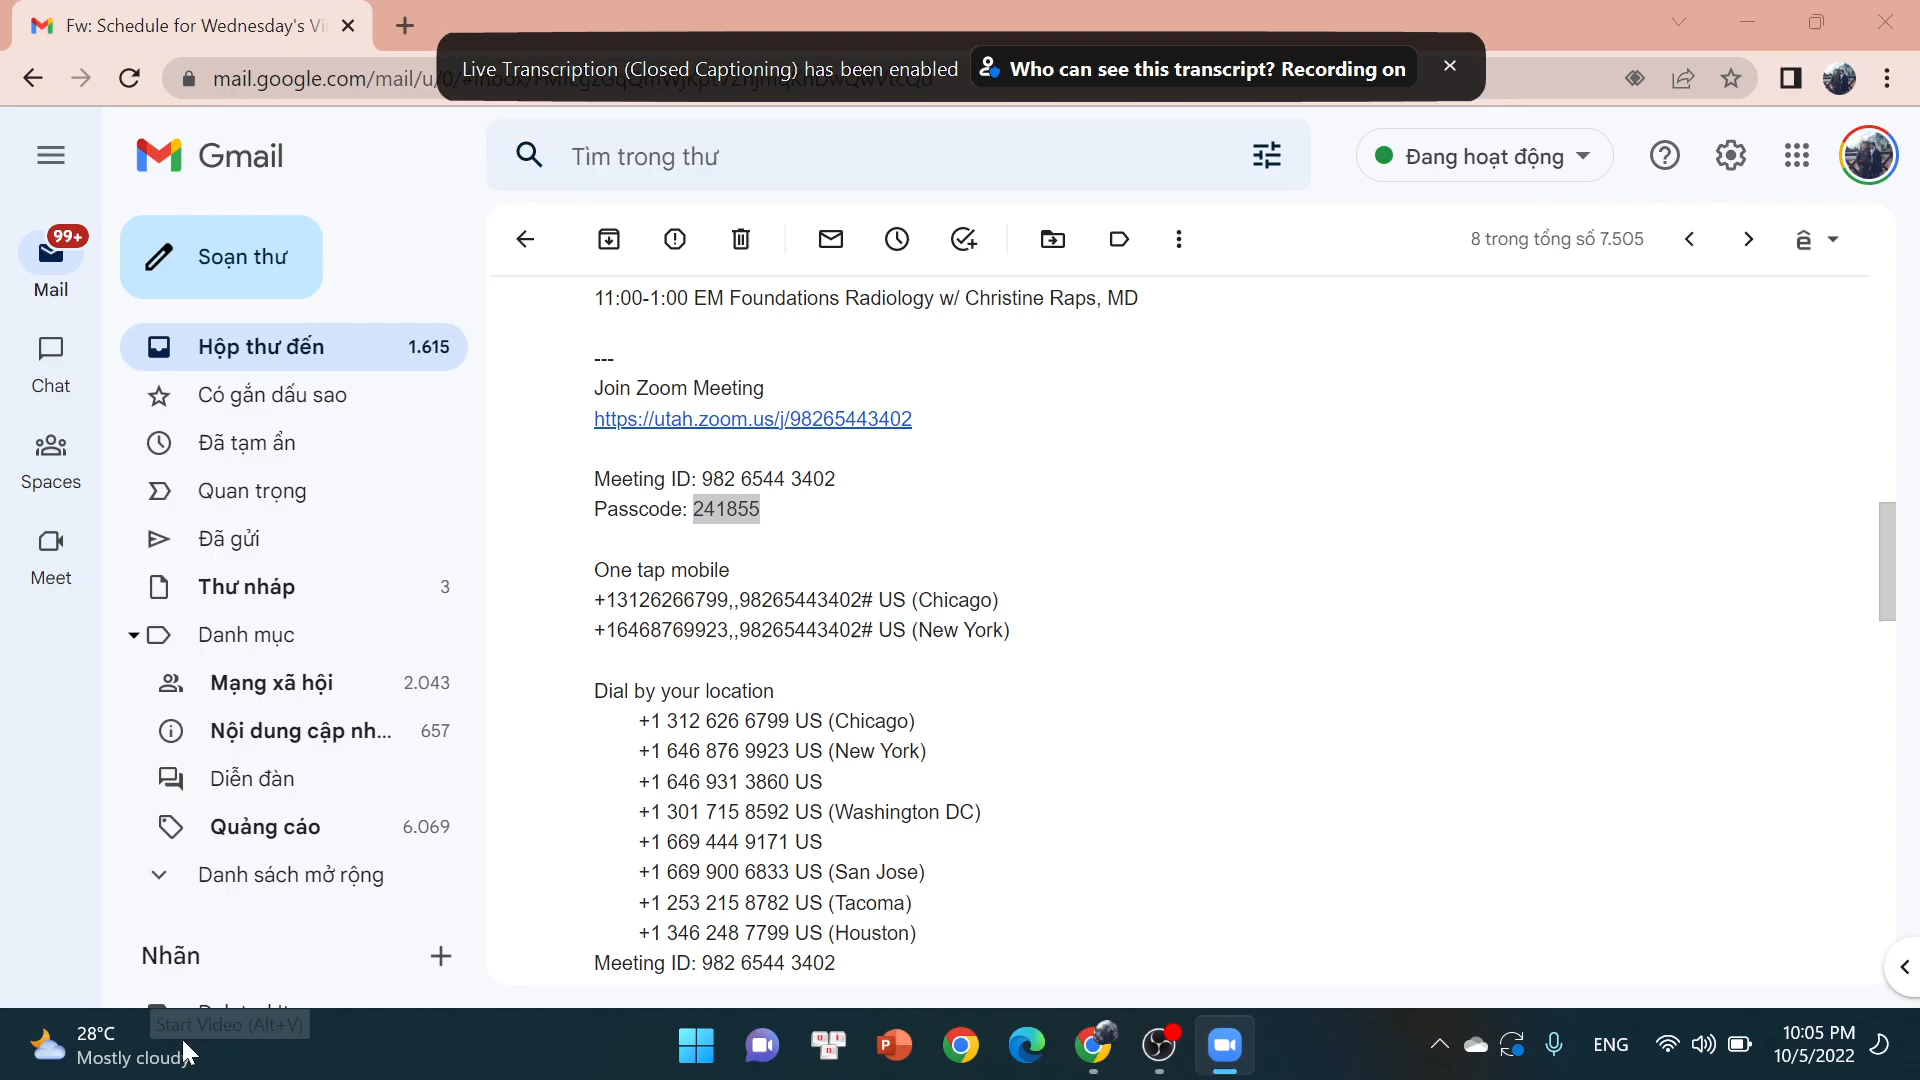 Fw: Schedule for Wednesday's Vi
Live Transcription (Closed Captioning) has been enabled
Who can see this transcript? Recording on
mail.google.com/mail/u/0/#inbox/
Gmail
Tìm trong thư
Đang hoạt động
99+
Mail
Chat
Spaces
Meet
Soạn thư
Hộp thư đến 1.615
Có gắn dấu sao
Đã tạm ẩn
Quan trọng
Đã gửi
Thư nháp 3
Danh mục
Mạng xã hội 2.043
Nội dung cập nh... 657
Diễn đàn
Quảng cáo 6.069
Danh sách mở rộng
Nhãn
8 trong tổng số 7.505
ê
11:00-1:00 EM Foundations Radiology w/ Christine Raps, MD
---
Join Zoom Meeting
https://utah.zoom.us/j/98265443402
Meeting ID: 982 6544 3402
Passcode: 241855
One tap mobile
+13126266799,,98265443402# US (Chicago)
+16468769923,,98265443402# US (New York)
Dial by your location
+1 312 626 6799 US (Chicago)
+1 646 876 9923 US (New York)
+1 646 931 3860 US
+1 301 715 8592 US (Washington DC)
+1 669 444 9171 US
+1 669 900 6833 US (San Jose)
+1 253 215 8782 US (Tacoma)
+1 346 248 7799 US (Houston)
Meeting ID: 982 6544 3402
Start Video (Alt+V)
28°C
Mostly cloudy
ENG
10:05 PM
10/5/2022